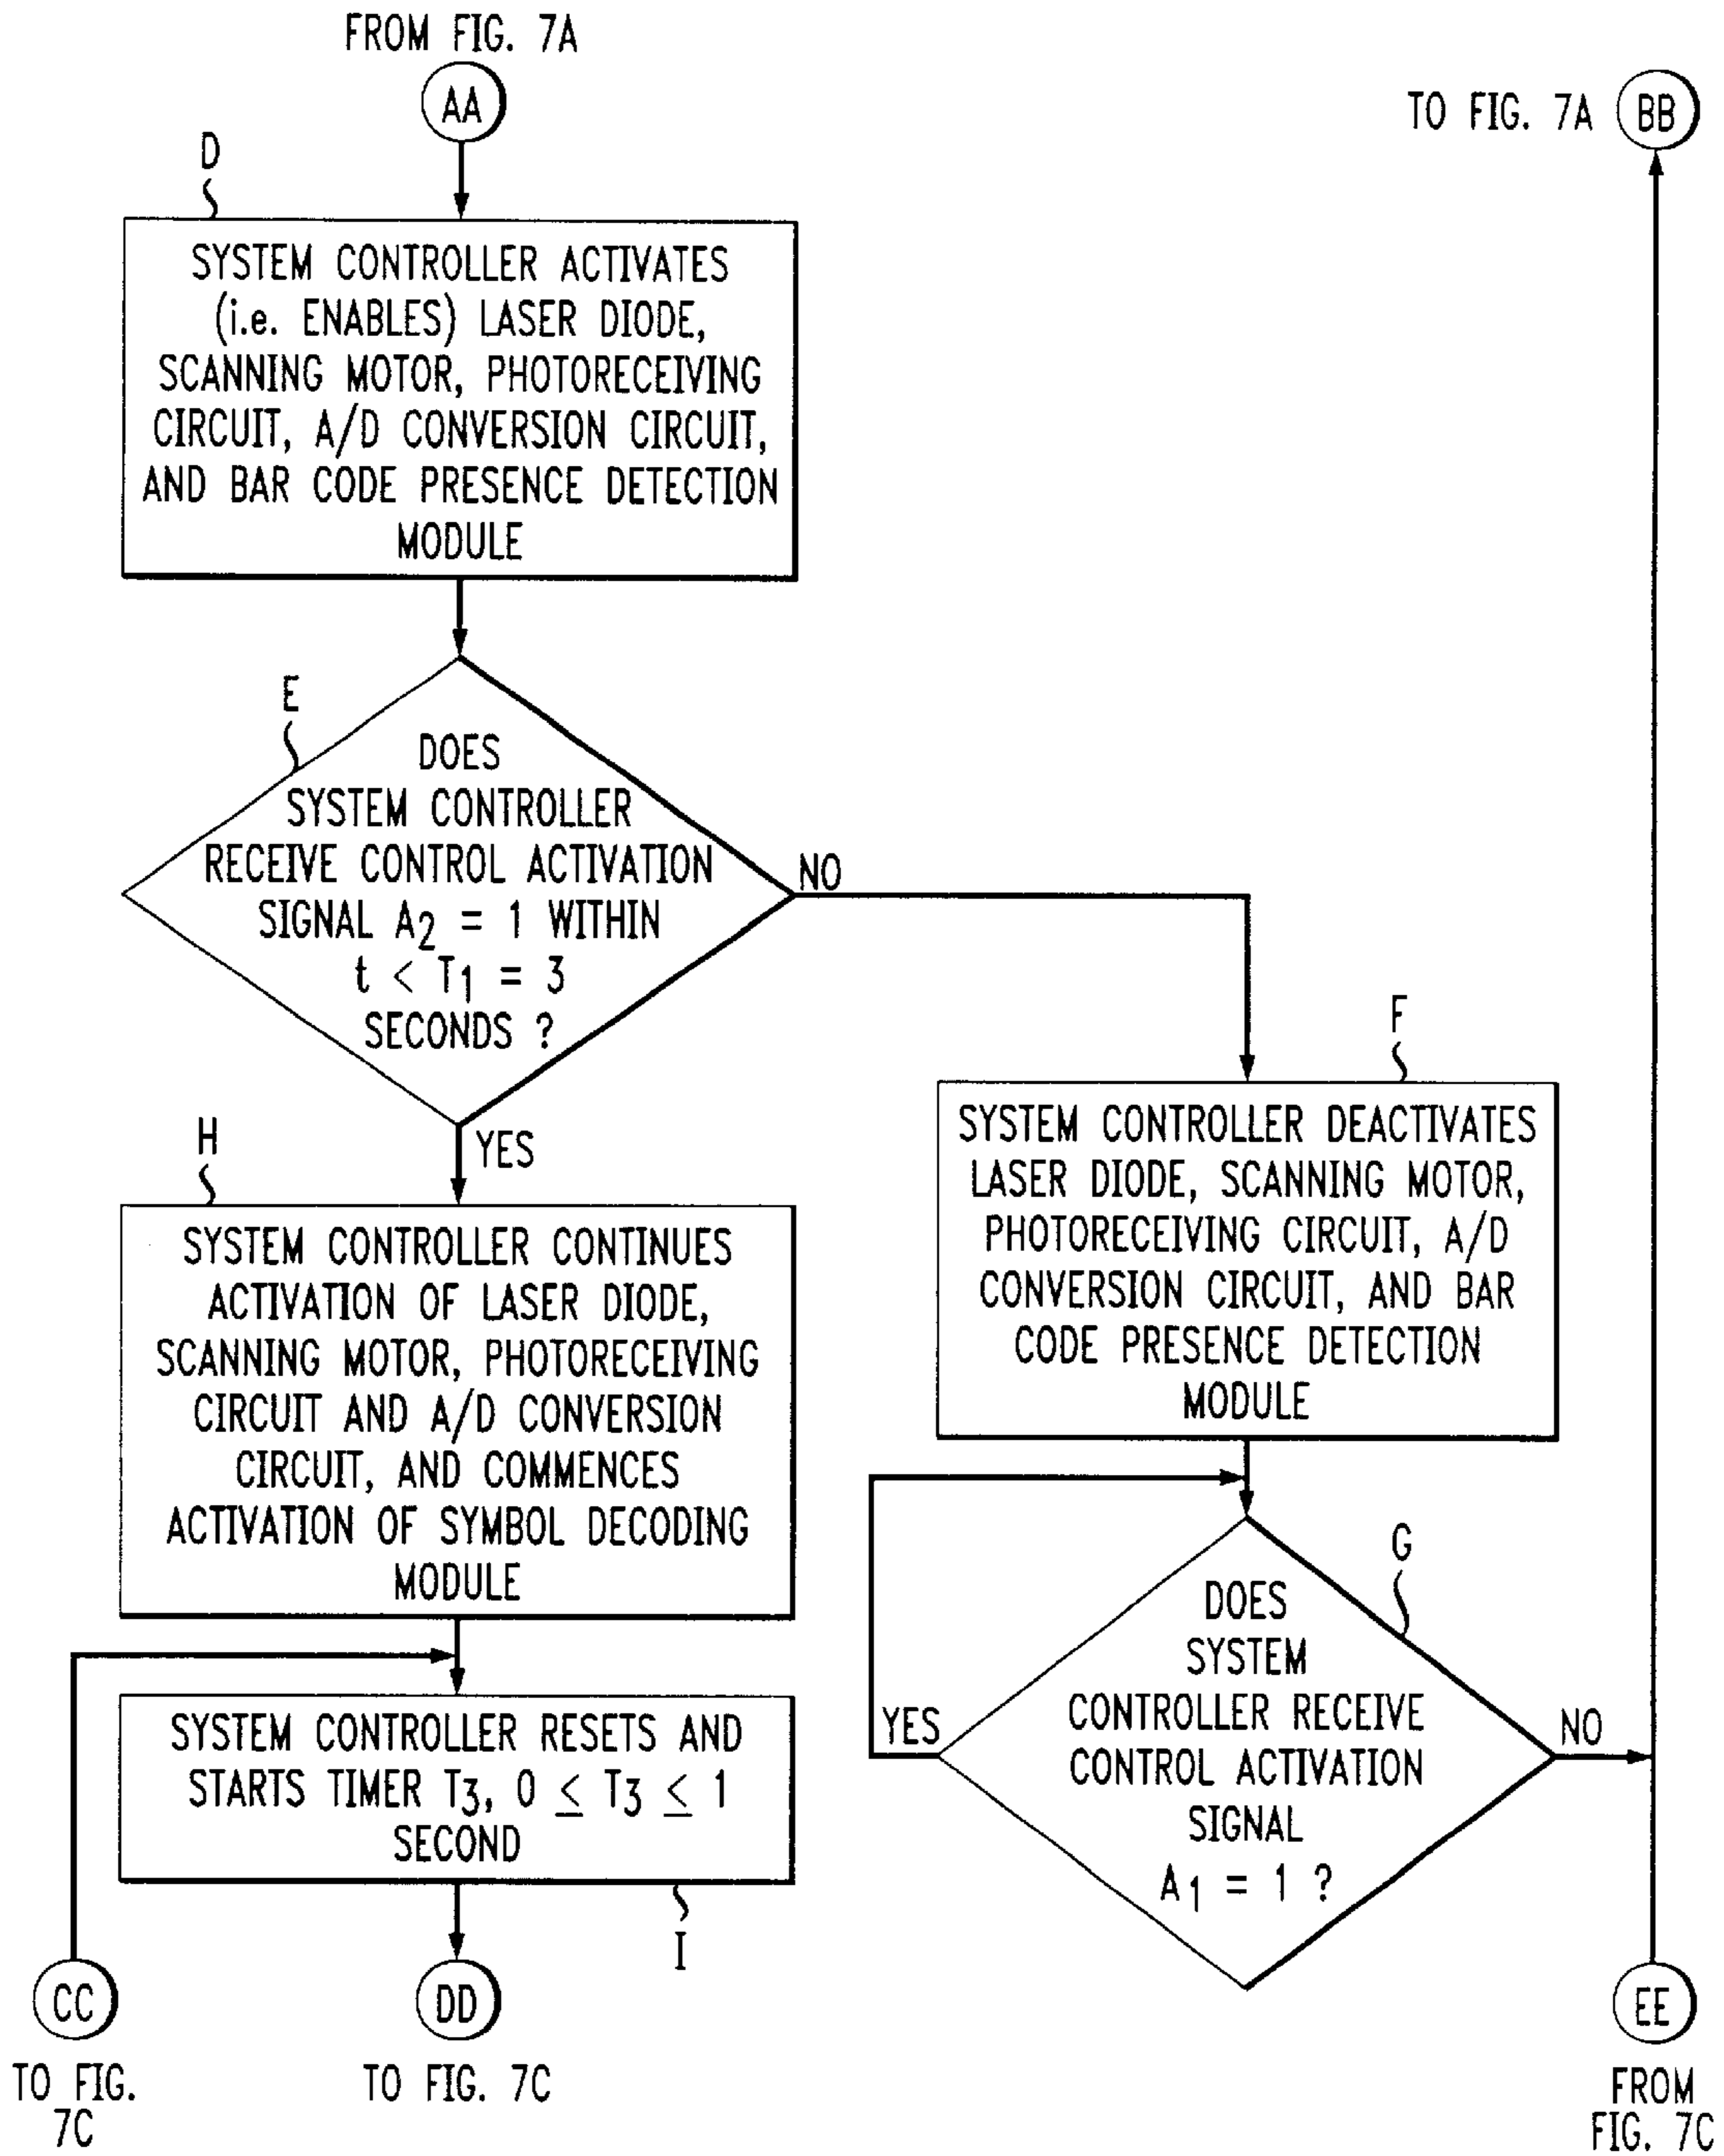 FROM FIG. 7A
AA
TO FIG. 7A
BB
D
SYSTEM CONTROLLER ACTIVATES
(i.e. ENABLES) LASER DIODE,
SCANNING MOTOR, PHOTORECEIVING
CIRCUIT, A/D CONVERSION CIRCUIT,
AND BAR CODE PRESENCE DETECTION
MODULE
E
DOES
SYSTEM CONTROLLER
RECEIVE CONTROL ACTIVATION
SIGNAL A2 = 1 WITHIN
t < T1 = 3
SECONDS ?
NO
YES
F
SYSTEM CONTROLLER DEACTIVATES
LASER DIODE, SCANNING MOTOR,
PHOTORECEIVING CIRCUIT, A/D
CONVERSION CIRCUIT, AND BAR
CODE PRESENCE DETECTION
MODULE
H
SYSTEM CONTROLLER CONTINUES
ACTIVATION OF LASER DIODE,
SCANNING MOTOR, PHOTORECEIVING
CIRCUIT AND A/D CONVERSION
CIRCUIT, AND COMMENCES
ACTIVATION OF SYMBOL DECODING
MODULE
G
DOES
SYSTEM
CONTROLLER RECEIVE
CONTROL ACTIVATION
SIGNAL
A1 = 1 ?
YES
NO
SYSTEM CONTROLLER RESETS AND
STARTS TIMER T3, 0 ≤ T3 ≤ 1
SECOND
I
CC
TO FIG.
7C
DD
TO FIG. 7C
EE
FROM
FIG. 7C